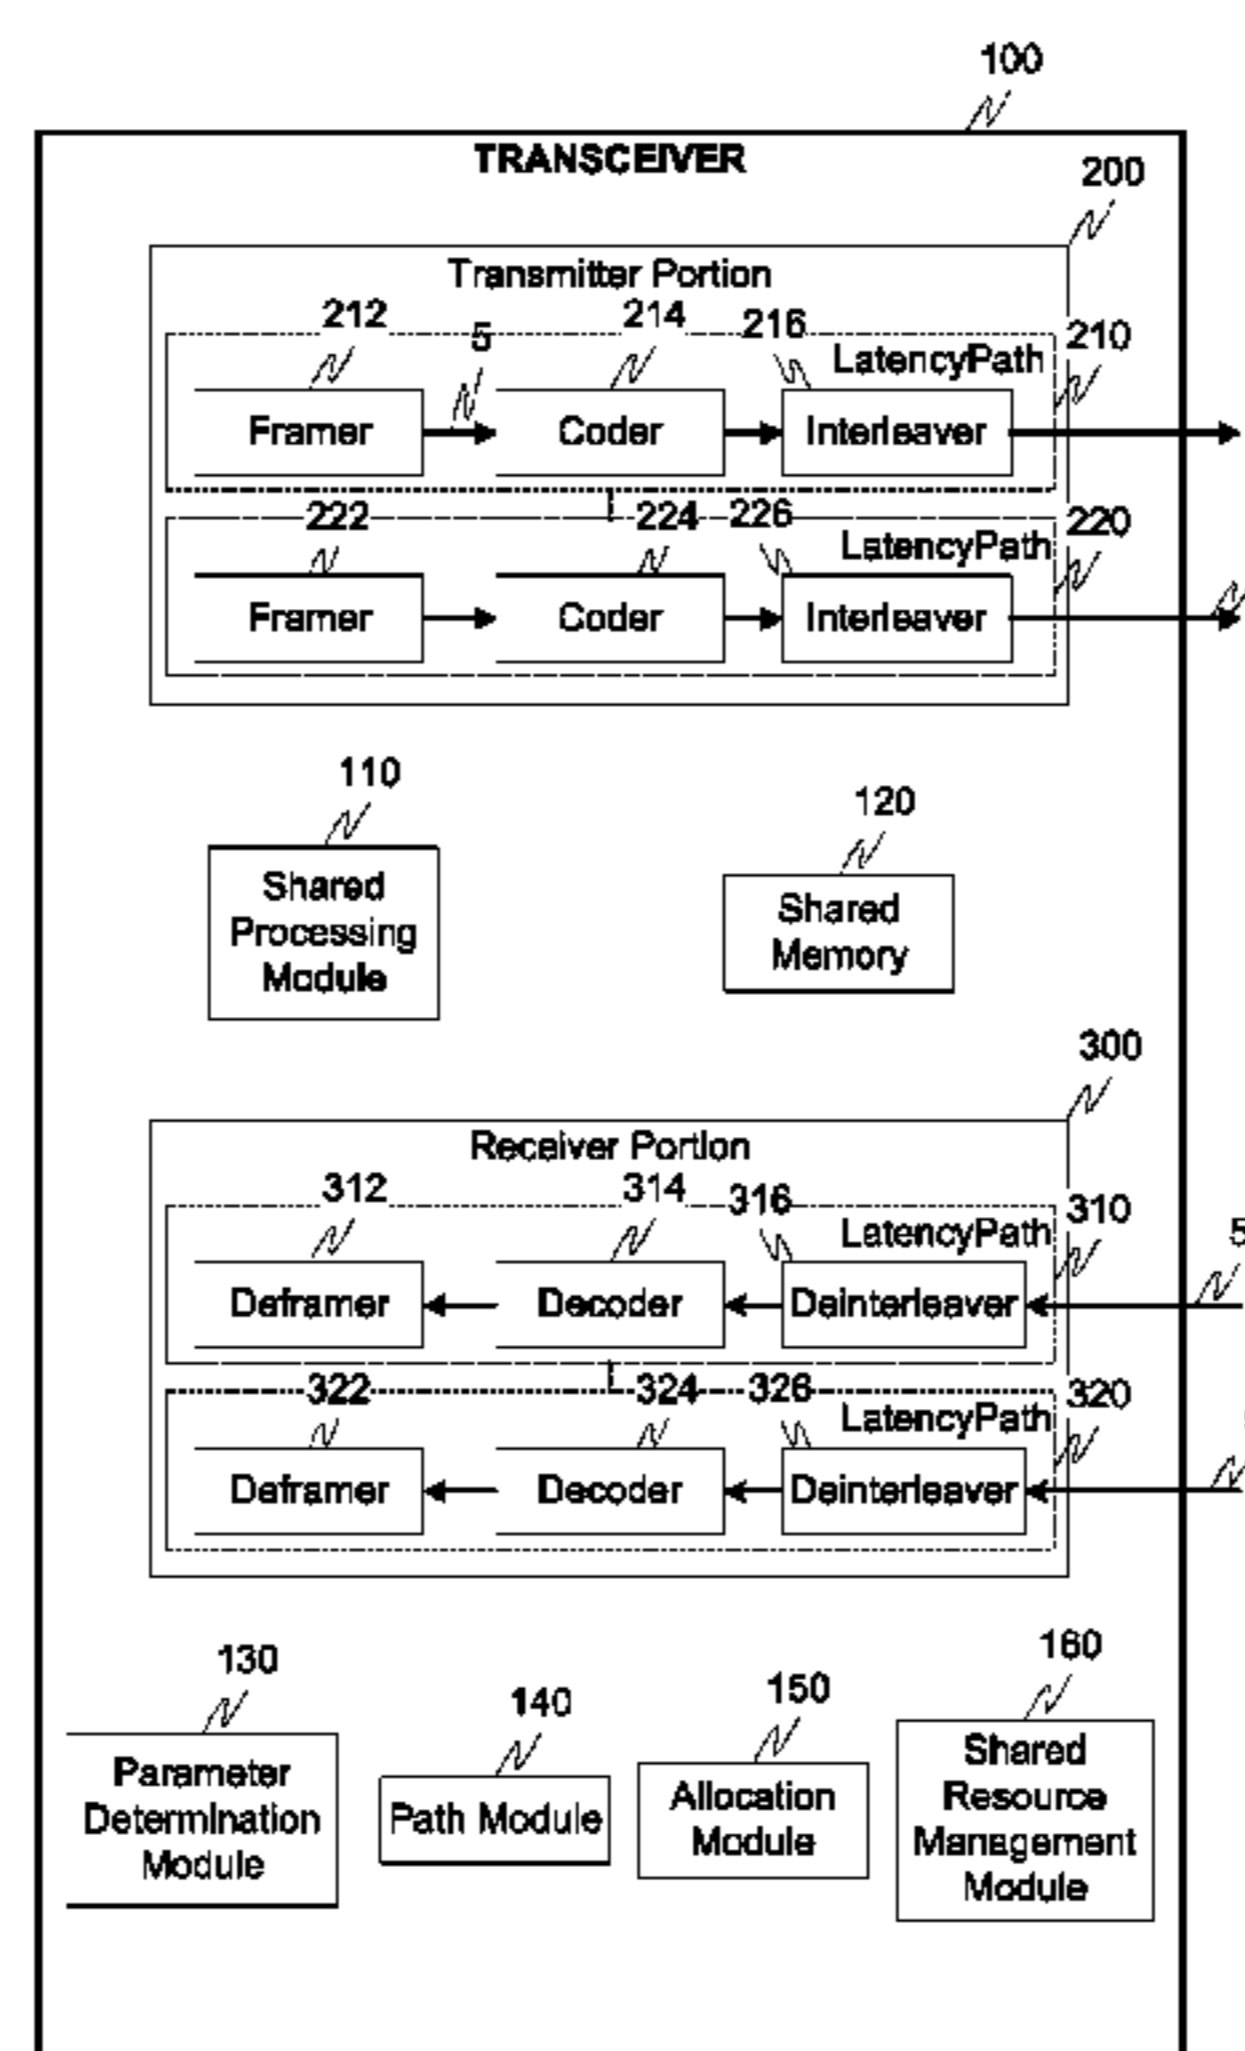 100
TRANSCEIVER
200
Transmitter Portion
212 5 214 216 210
LatencyPath
Framer Coder Interleaver
222 224 226 220
LatencyPath
Framer Coder Interleaver
110
120
Shared
Processing
Module
Shared
Memory
300
Receiver Portion
312 314 316 310
LatencyPath 5
Deframer Decoder Deinterleaver
322 324 326 320
LatencyPath
Deframer Decoder Deinterleaver
130 140 150 160
Parameter
Determination
Module
Path Module
Allocation
Module
Shared
Resource
Management
Module